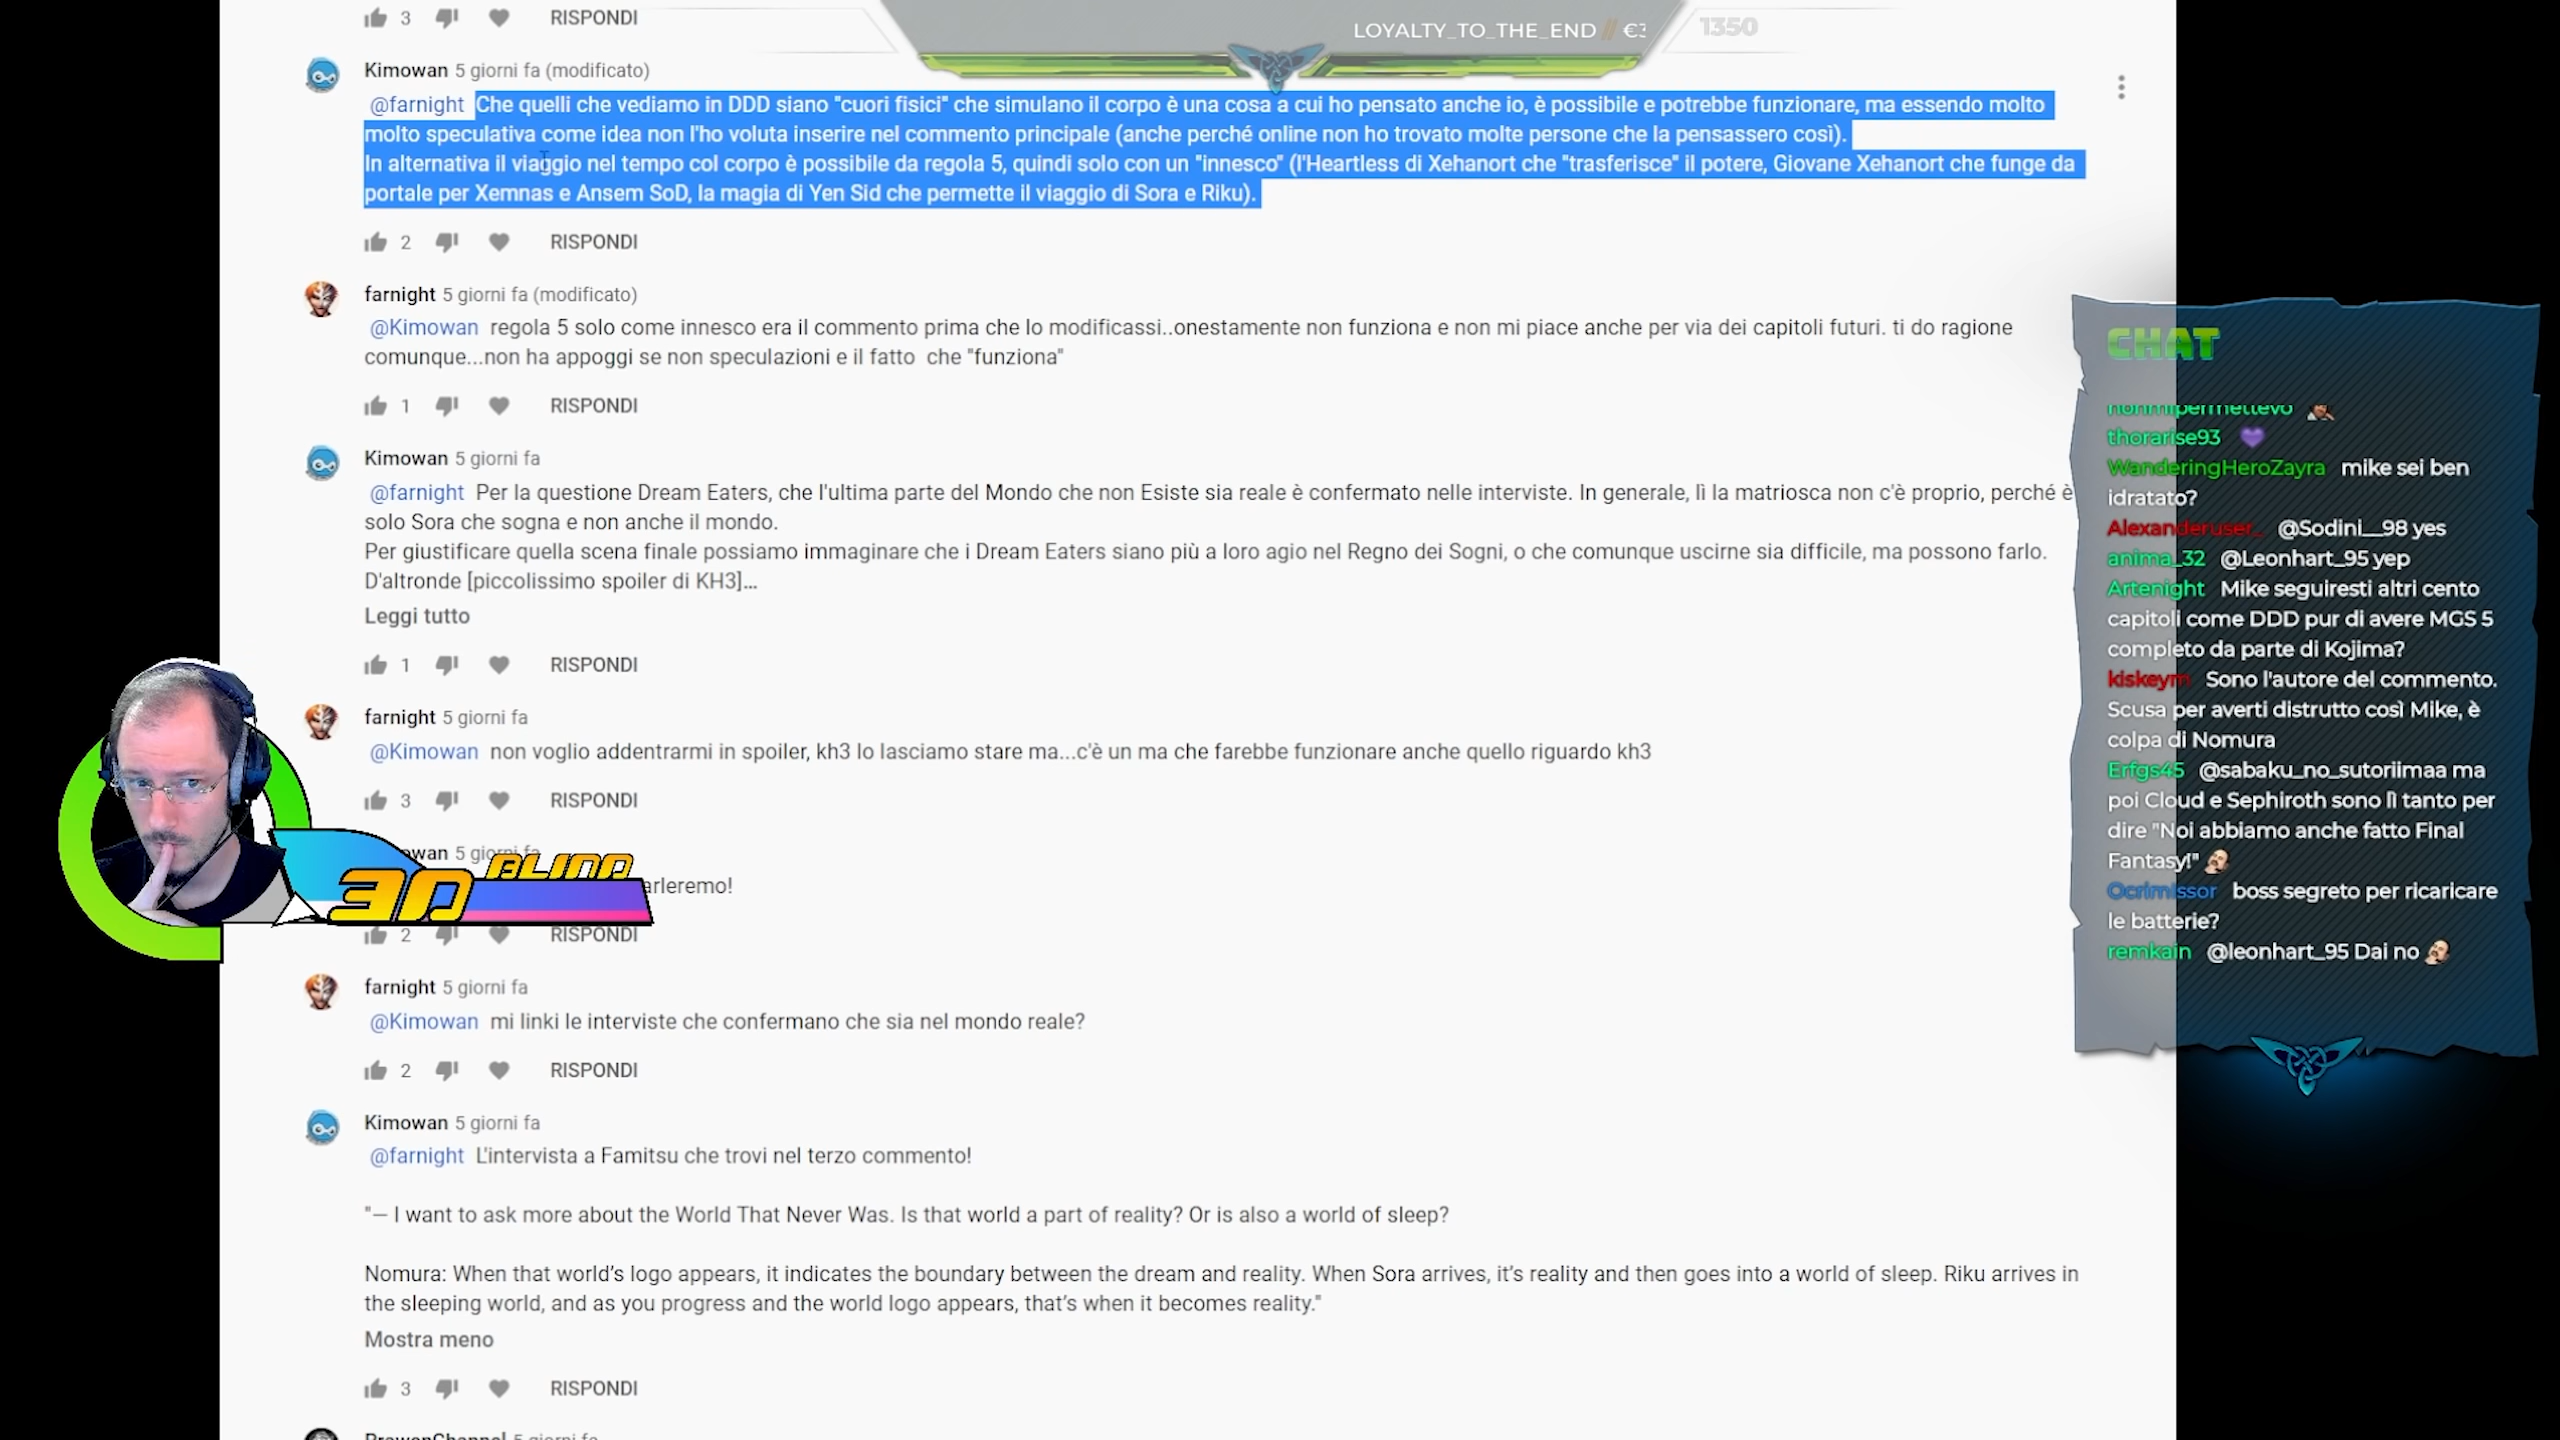 3 RISPONDI
LOYALTY_TO_THE_END // €3
1350
Kimowan 5 giorni fa (modificato)
@farnight Che quelli che vediamo in DDD siano "cuori fisici" che simulano il corpo è una cosa a cui ho pensato anche io, è possibile e potrebbe funzionare, ma essendo molto
molto speculativa come idea non l'ho voluta inserire nel commento principale (anche perché online non ho trovato molte persone che la pensassero così).
In alternativa il viaggio nel tempo col corpo è possibile da regola 5, quindi solo con un "innesco" (l'Heartless di Xehanort che "trasferisce" il potere, Giovane Xehanort che funge da
portale per Xemnas e Ansem SoD, la magia di Yen Sid che permette il viaggio di Sora e Riku).
2 RISPONDI
farnight 5 giorni fa (modificato)
@Kimowan regola 5 solo come innesco era il commento prima che lo modificassi..onestamente non funziona e non mi piace anche per via dei capitoli futuri. ti do ragione
comunque...non ha appoggi se non speculazioni e il fatto che "funziona"
1 RISPONDI
Kimowan 5 giorni fa
@farnight Per la questione Dream Eaters, che l'ultima parte del Mondo che non Esiste sia reale è confermato nelle interviste. In generale, lì la matriosca non c'è proprio, perché è
solo Sora che sogna e non anche il mondo.
Per giustificare quella scena finale possiamo immaginare che i Dream Eaters siano più a loro agio nel Regno dei Sogni, o che comunque uscirne sia difficile, ma possono farlo.
D'altronde [piccolissimo spoiler di KH3]...
Leggi tutto
1 RISPONDI
farnight 5 giorni fa
@Kimowan non voglio addentrarmi in spoiler, kh3 lo lasciamo stare ma...c'è un ma che farebbe funzionare anche quello riguardo kh3
3 RISPONDI
owan 5 giorni fa
arleremo!
3D BLIND
2 RISPONDI
farnight 5 giorni fa
@Kimowan mi linki le interviste che confermano che sia nel mondo reale?
2 RISPONDI
Kimowan 5 giorni fa
@farnight L'intervista a Famitsu che trovi nel terzo commento!
"— I want to ask more about the World That Never Was. Is that world a part of reality? Or is also a world of sleep?
Nomura: When that world's logo appears, it indicates the boundary between the dream and reality. When Sora arrives, it's reality and then goes into a world of sleep. Riku arrives in
the sleeping world, and as you progress and the world logo appears, that's when it becomes reality."
Mostra meno
3 RISPONDI
CHAT
nonmipermettevo
thorarise93
WanderingHeroZayra mike sei ben
idratato?
Alexanderuser_ @Sodini__98 yes
anima_32 @Leonhart_95 yep
Artenight Mike seguiresti altri cento
capitoli come DDD pur di avere MGS 5
completo da parte di Kojima?
kiskeym Sono l'autore del commento.
Scusa per averti distrutto così Mike, è
colpa di Nomura
Erfgs45 @sabaku_no_sutoriimaa ma
poi Cloud e Sephiroth sono lì tanto per
dire "Noi abbiamo anche fatto Final
Fantasy!"
Ocrimissor boss segreto per ricaricare
le batterie?
remkain @leonhart_95 Dai no